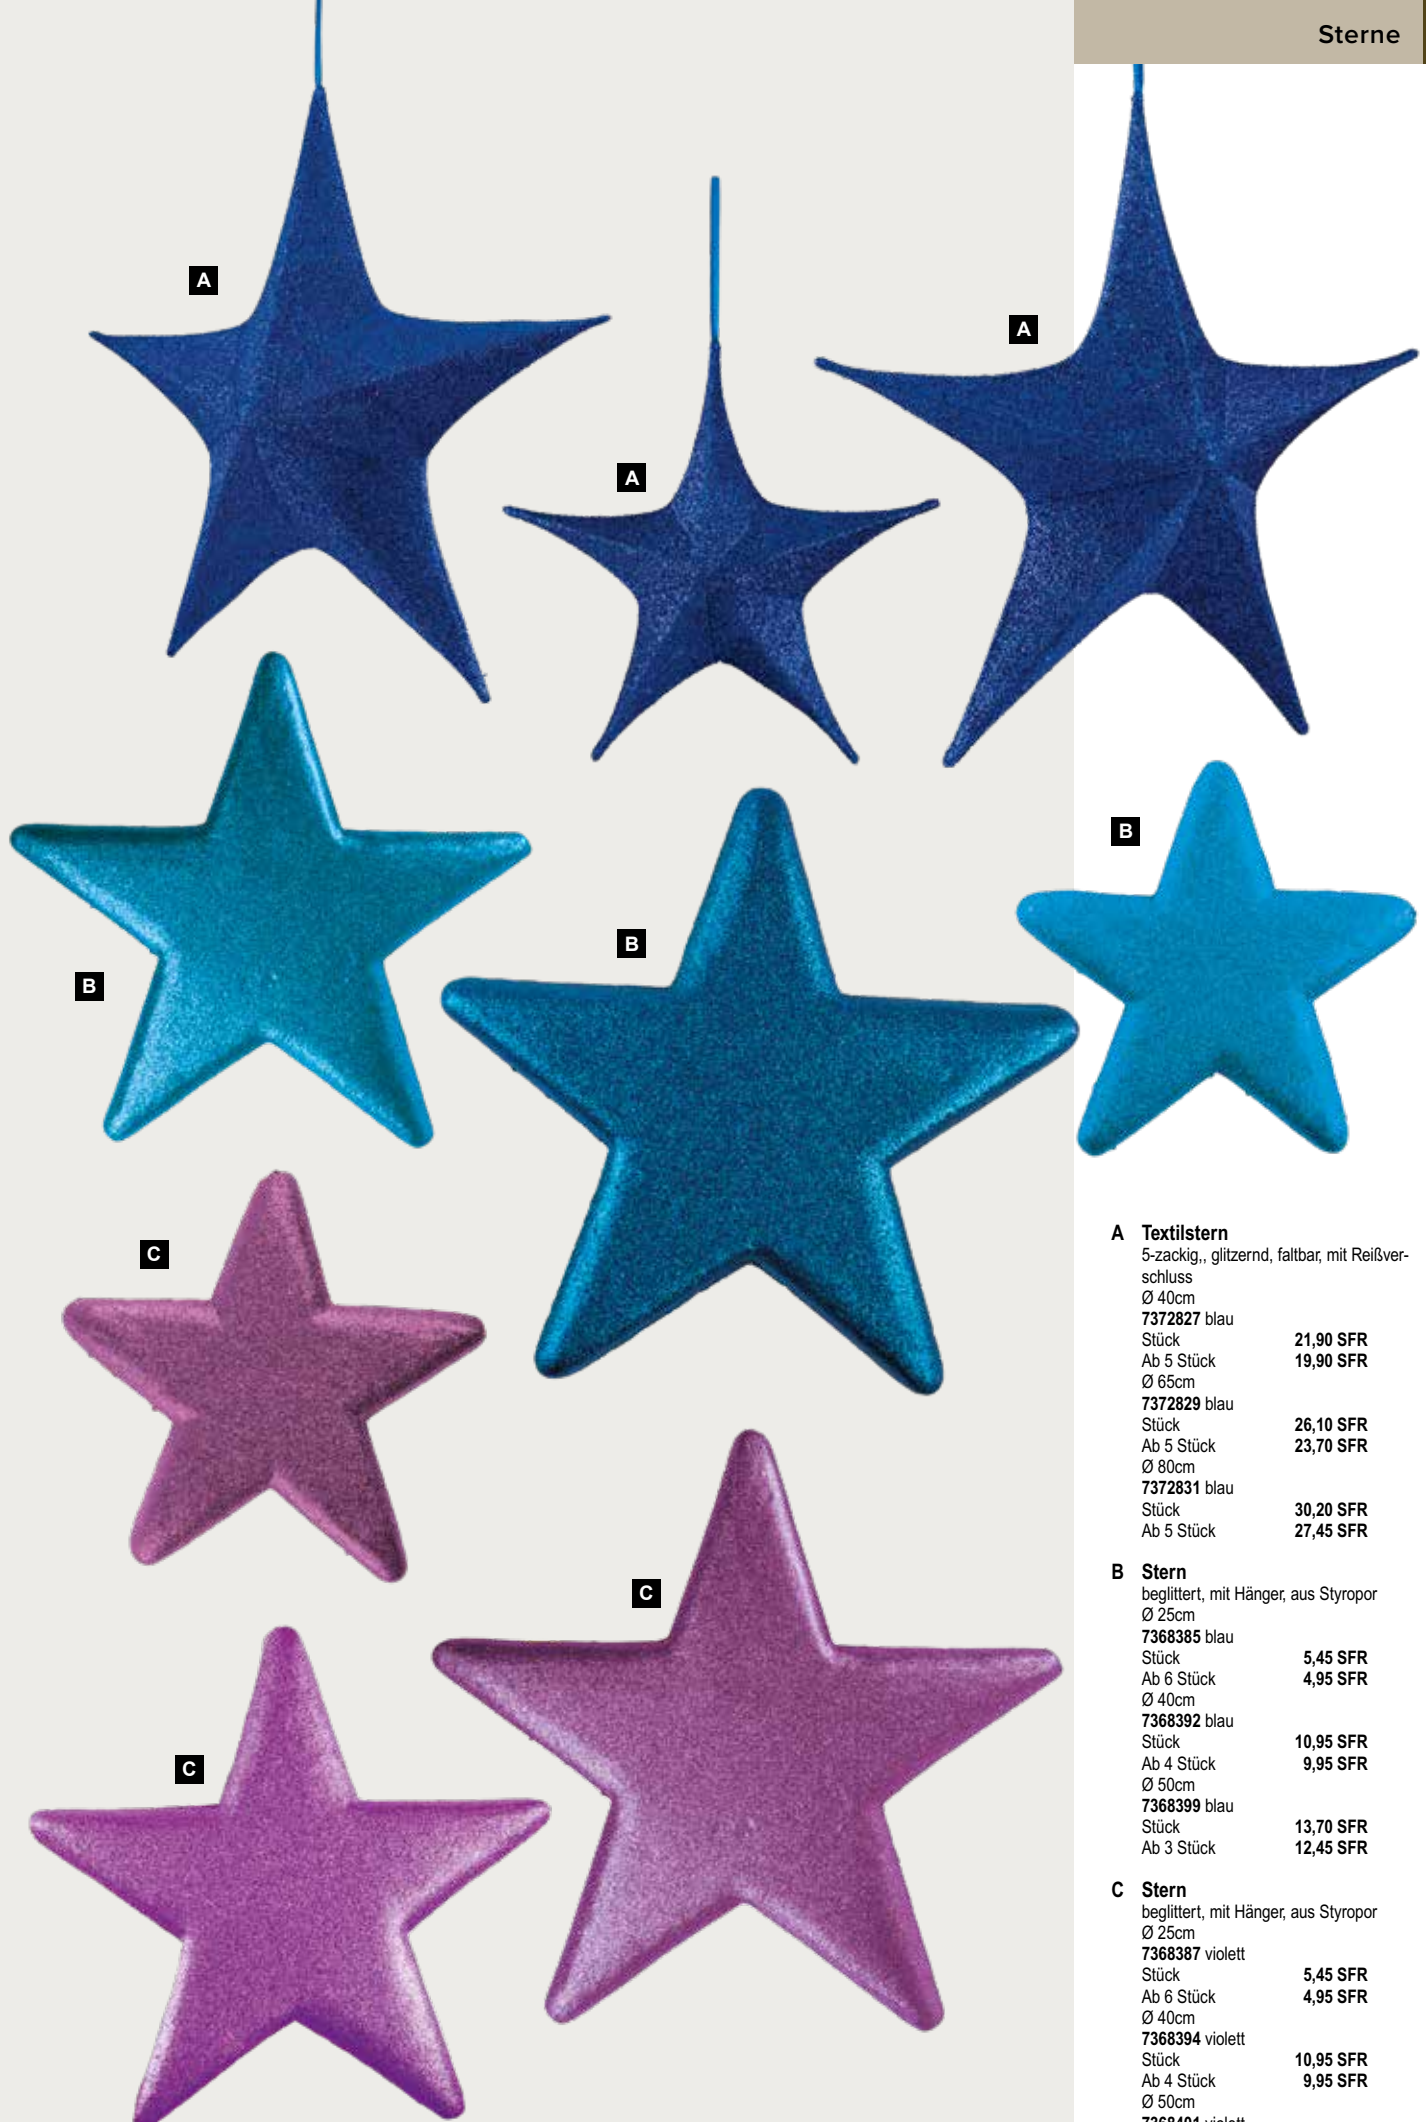 Sterne
A
A
A
B
B
B
C
C
C
A Textilstern
5-zackig,, glitzernd, faltbar, mit Reißver-
schluss
Ø 40cm
7372827 blau
Stück 21,90 SFR
Ab 5 Stück 19,90 SFR
Ø 65cm
7372829 blau
Stück 26,10 SFR
Ab 5 Stück 23,70 SFR
Ø 80cm
7372831 blau
Stück 30,20 SFR
Ab 5 Stück 27,45 SFR
B Stern
beglittert, mit Hänger, aus Styropor
Ø 25cm
7368385 blau
Stück 5,45 SFR
Ab 6 Stück 4,95 SFR
Ø 40cm
7368392 blau
Stück 10,95 SFR
Ab 4 Stück 9,95 SFR
Ø 50cm
7368399 blau
Stück 13,70 SFR
Ab 3 Stück 12,45 SFR
C Stern
beglittert, mit Hänger, aus Styropor
Ø 25cm
7368387 violett
Stück 5,45 SFR
Ab 6 Stück 4,95 SFR
Ø 40cm
7368394 violett
Stück 10,95 SFR
Ab 4 Stück 9,95 SFR
Ø 50cm
7368401 violett